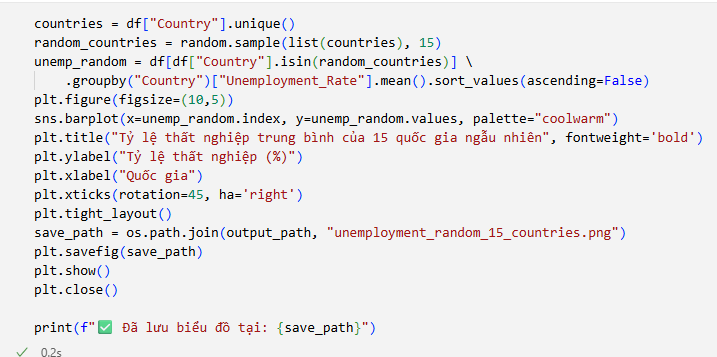 countries = df["Country"].unique()
random_countries = random.sample(list(countries), 15)
unemp_random = df[df["Country"].isin(random_countries)] \
    .groupby("Country")["Unemployment_Rate"].mean().sort_values(ascending=False)
plt.figure(figsize=(10,5))
sns.barplot(x=unemp_random.index, y=unemp_random.values, palette="coolwarm")
plt.title("Tỷ lệ thất nghiệp trung bình của 15 quốc gia ngẫu nhiên", fontweight='bold')
plt.ylabel("Tỷ lệ thất nghiệp (%)")
plt.xlabel("Quốc gia")
plt.xticks(rotation=45, ha='right')
plt.tight_layout()
save_path = os.path.join(output_path, "unemployment_random_15_countries.png")
plt.savefig(save_path)
plt.show()
plt.close()

print(f"✅ Đã lưu biểu đồ tại: {save_path}")
✓ 0.2s